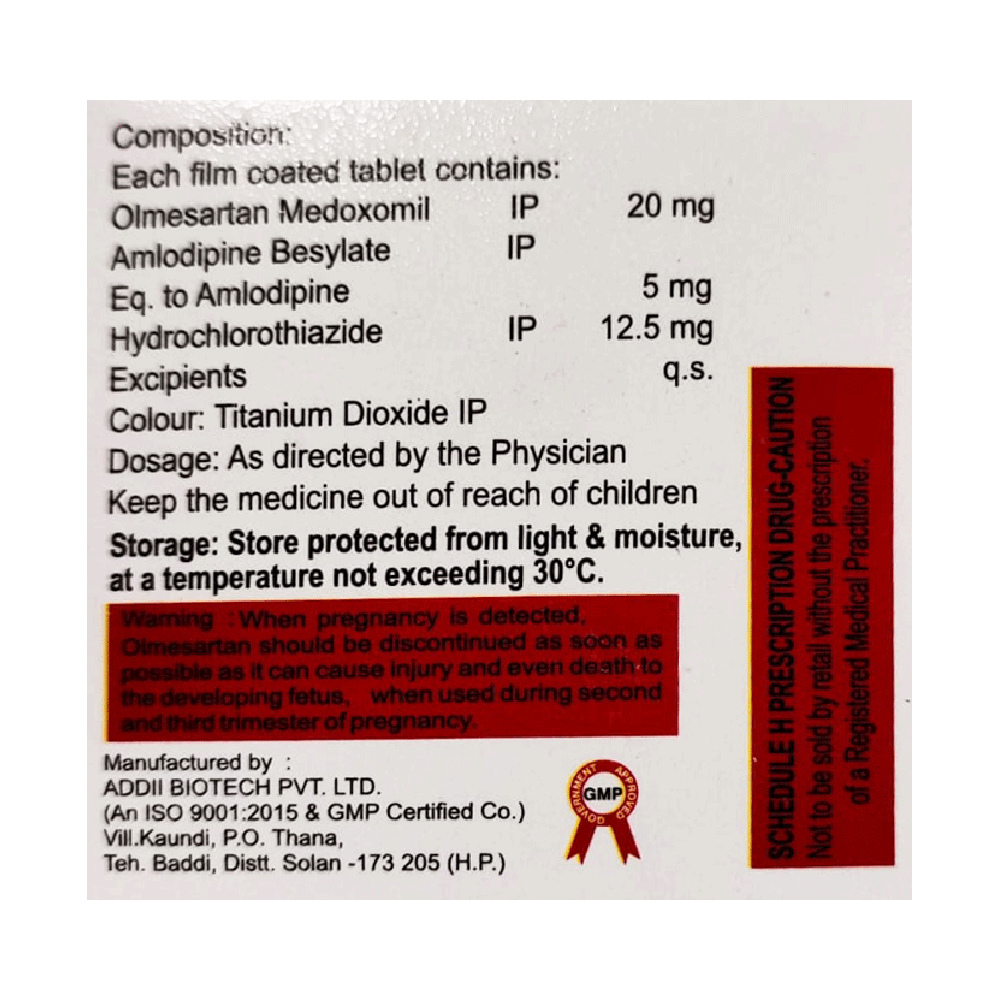 Composition:
Each film coated tablet contains:
Olmesartan Medoxomil IP 20 mg
Amlodipine Besylate IP
Eq. to Amlodipine 5 mg
Hydrochlorothiazide IP 12.5 mg
Excipients q.s.
Colour: Titanium Dioxide IP
Dosage: As directed by the Physician
Keep the medicine out of reach of children
Storage: Store protected from light & moisture,
at a temperature not exceeding 30°C.
Warning : When pregnancy is detected,
Olmesartan should be discontinued as soon as
possible as it can cause injury and even death to
the developing fetus, when used during second
and third trimester of pregnancy.
Manufactured by :
ADDII BIOTECH PVT. LTD.
(An ISO 9001:2015 & GMP Certified Co.)
Vill.Kaundi, P.O. Thana,
Teh. Baddi, Distt. Solan -173 205 (H.P.)
GOVERNMENT APPROVED
GMP
SCHEDULE H PRESCRIPTION DRUG-CAUTION
Not to be sold by retail without the prescription
of a Registered Medical Practitioner.